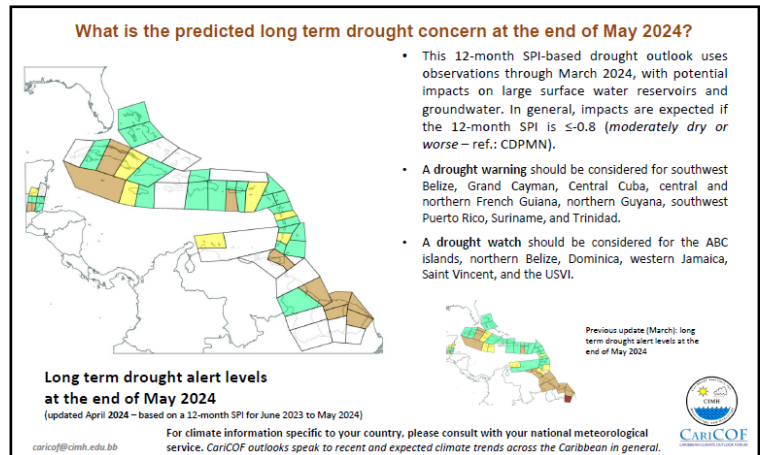 What is the predicted long term drought concern at the end of May 2024?
• This 12-month SPI-based drought outlook uses
observations through March 2024, with potential
impacts on large surface water reservoirs and
groundwater. In general, impacts are expected if
the 12-month SPI is ≤-0.8 (moderately dry or
worse – ref.: CDPMN).
• A drought warning should be considered for southwest
Belize, Grand Cayman, Central Cuba, central and
northern French Guiana, northern Guyana, southwest
Puerto Rico, Suriname, and Trinidad.
• A drought watch should be considered for the ABC
islands, northern Belize, Dominica, western Jamaica,
Saint Vincent, and the USVI.
Previous update (March): long
term drought alert levels at the
end of May 2024
Long term drought alert levels
at the end of May 2024
(updated April 2024 – based on a 12-month SPI for June 2023 to May 2024)
CIMH
CARICOF
caricof@cimh.edu.bb
For climate information specific to your country, please consult with your national meteorological
service. CariCOF outlooks speak to recent and expected climate trends across the Caribbean in general.